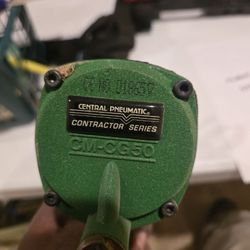 CENTRAL PNEUMATIC®
CONTRACTOR SERIES
CM-CG50